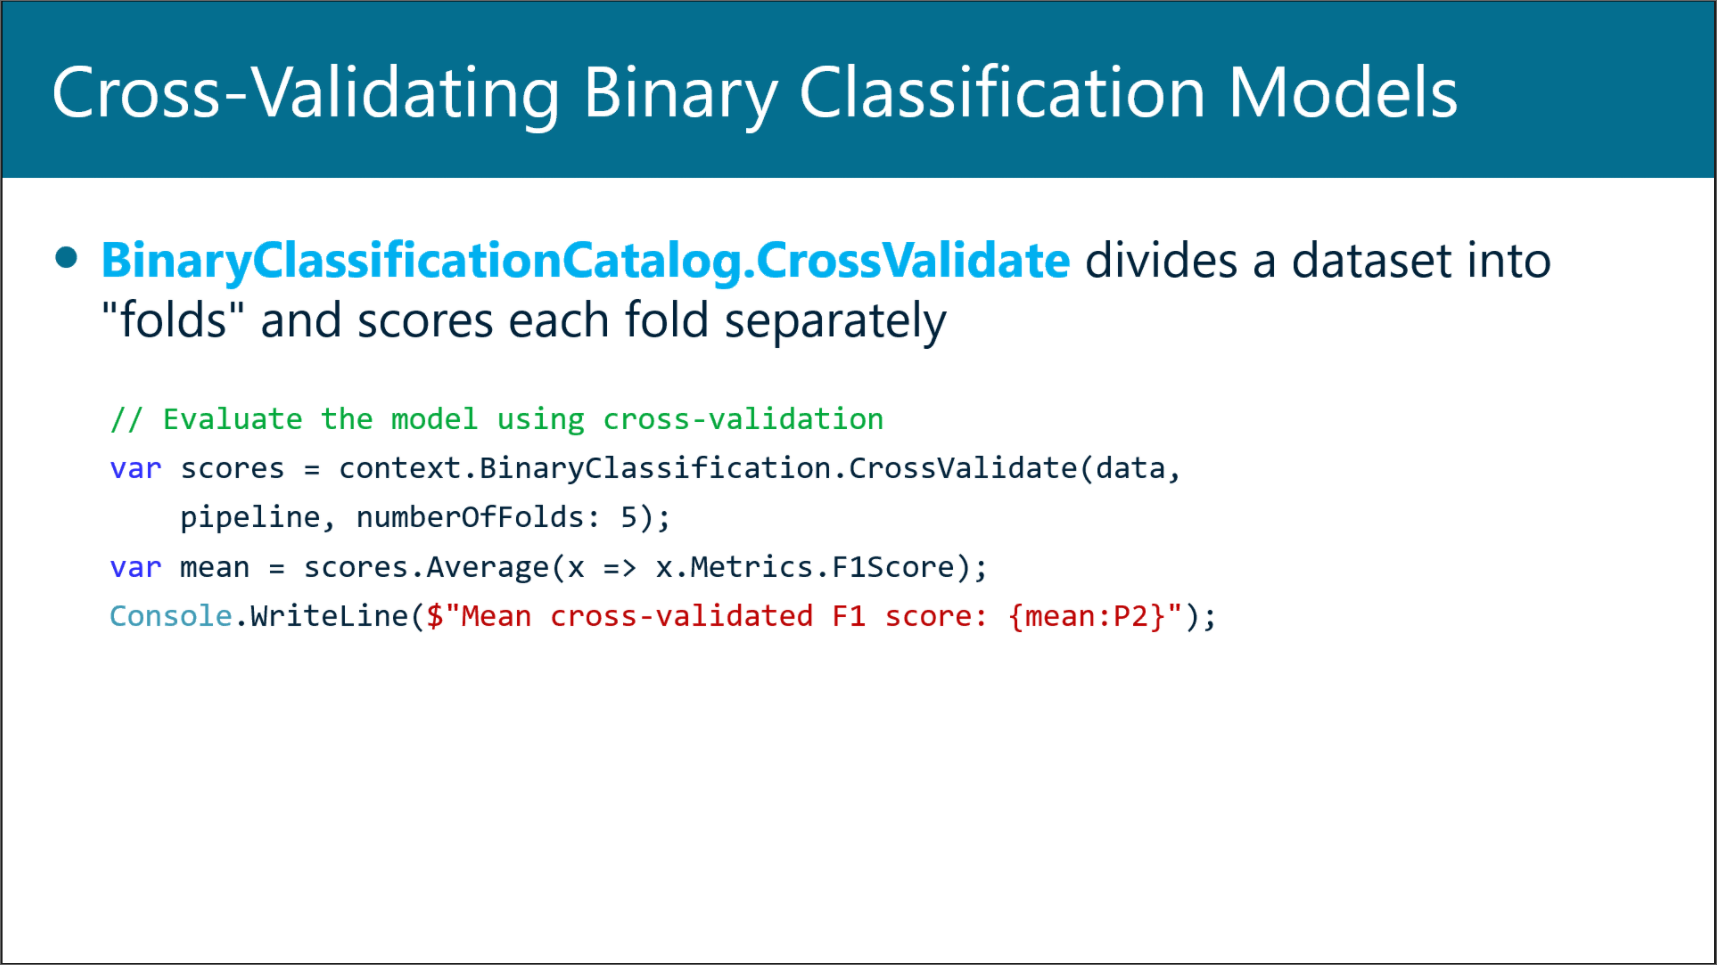 Cross-Validating Binary Classification Models
• BinaryClassificationCatalog.CrossValidate divides a dataset into
"folds" and scores each fold separately
// Evaluate the model using cross-validation
var scores = context.BinaryClassification.CrossValidate(data,
    pipeline, numberOfFolds: 5);
var mean = scores.Average(x => x.Metrics.F1Score);
Console.WriteLine($"Mean cross-validated F1 score: {mean:P2}");